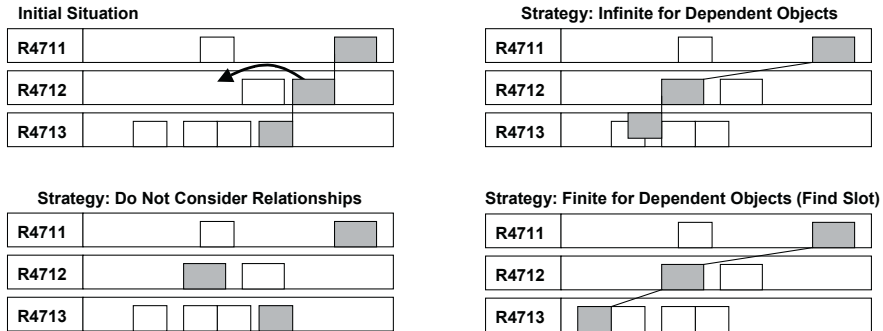 Initial Situation
R4711
R4712
R4713
Strategy: Infinite for Dependent Objects
R4711
R4712
R4713
Strategy: Do Not Consider Relationships
R4711
R4712
R4713
Strategy: Finite for Dependent Objects (Find Slot)
R4711
R4712
R4713